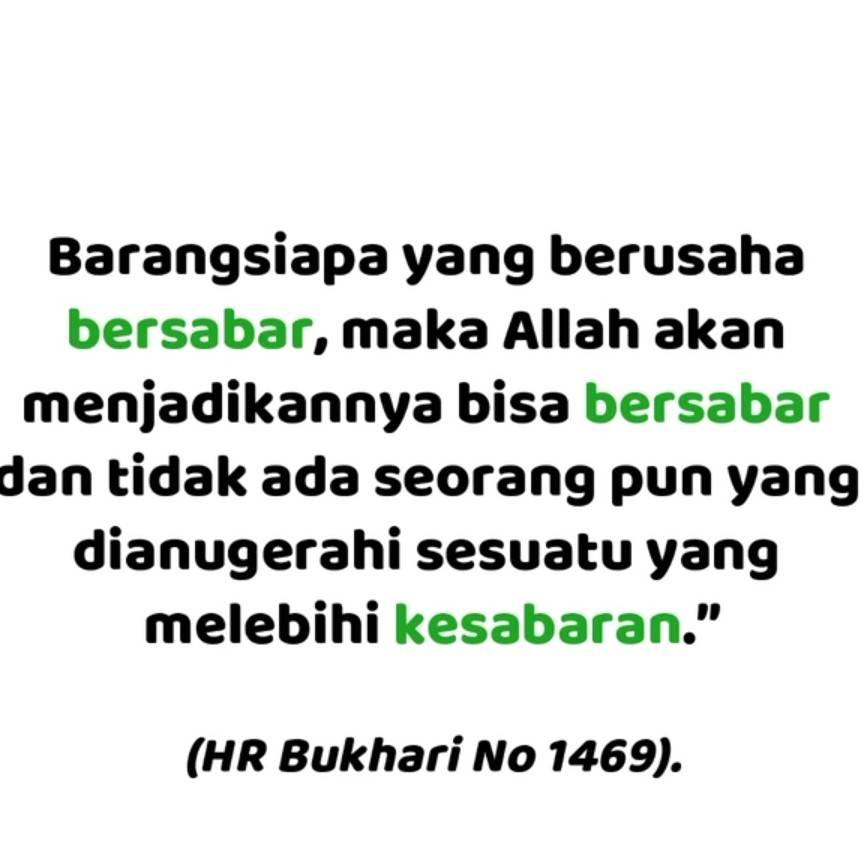 Barangsiapa yang berusaha
bersabar, maka Allah akan
menjadikannya bisa bersabar
dan tidak ada seorang pun yang
dianugerahi sesuatu yang
melebihi kesabaran.”
(HR Bukhari No 1469).